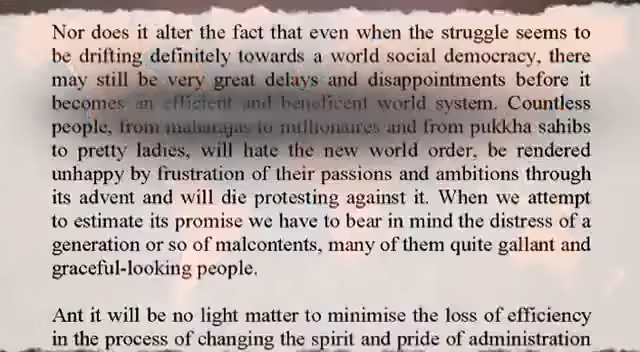 Nor does it alter the fact that even when the struggle seems to
be drifting definitely towards a world social democracy, there
may still be very great delays and disappointments before it
becomes an efficient and beneficent world system. Countless
people, from maharajas to millionaires and from pukkha sahibs
to pretty ladies, will hate the new world order, be rendered
unhappy by frustration of their passions and ambitions through
its advent and will die protesting against it. When we attempt
to estimate its promise we have to bear in mind the distress of a
generation or so of malcontents, many of them quite gallant and
graceful-looking people.
Ant it will be no light matter to minimise the loss of efficiency
in the process of changing the spirit and pride of administration